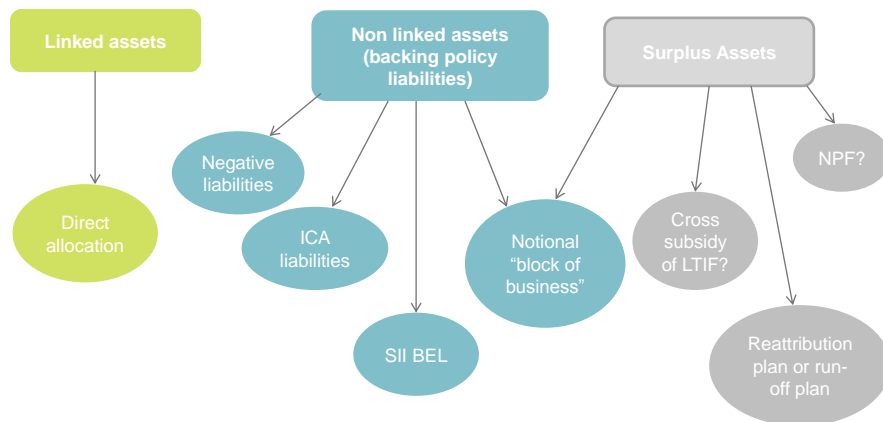 Linked assets
Non linked assets
(backing policy
liabilities)
Surplus Assets
Negative
liabilities
NPF?
Direct
allocation
ICA
liabilities
Notional
“block of
business”
Cross
subsidy
of LTIF?
SII BEL
Reattribution
plan or run-
off plan